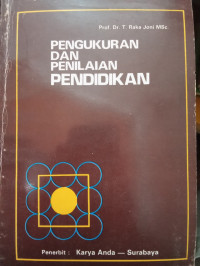 Prof. Dr. T. Raka Joni MSc.
PENGUKURAN
DAN
PENILAIAN
PENDIDIKAN
Penerbit : Karya Anda — Surabaya